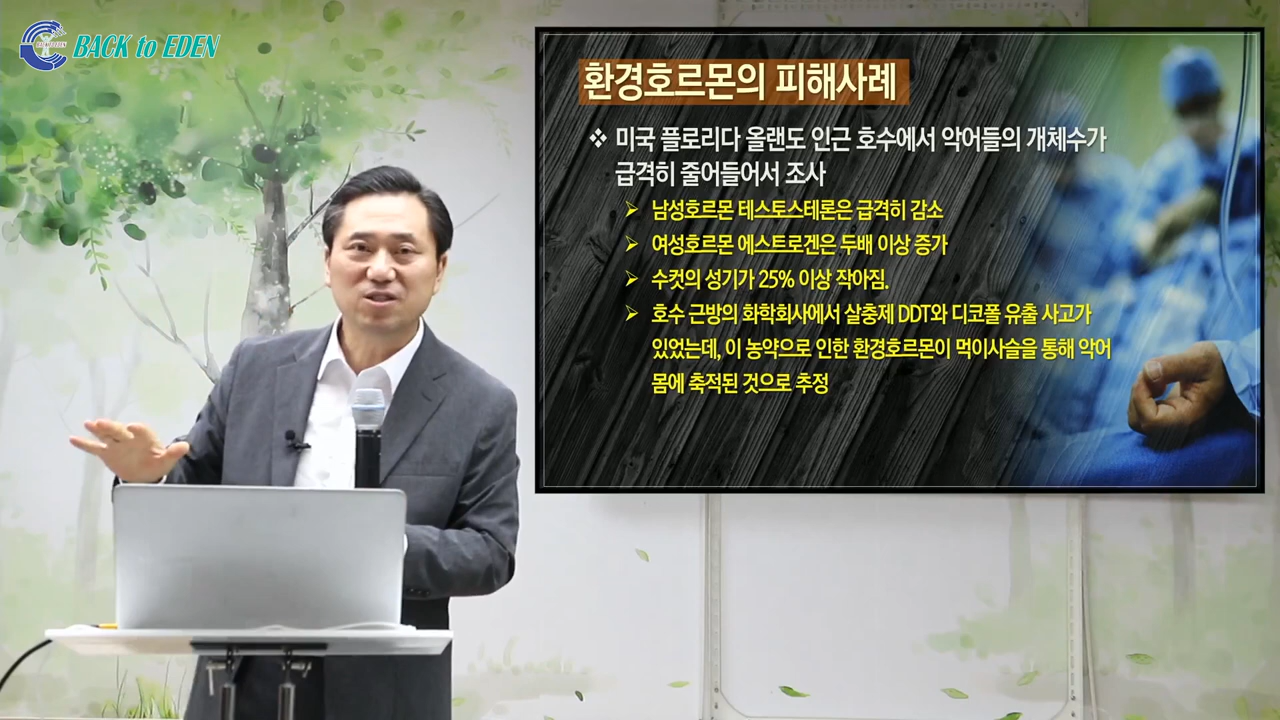 BACK to EDEN
환경호르몬의 피해사례
❖ 미국 플로리다 올랜도 인근 호수에서 악어들의 개체수가
급격히 줄어들어서 조사
➢ 남성호르몬 테스토스테론은 급격히 감소
➢ 여성호르몬 에스트로겐은 두배 이상 증가
➢ 수컷의 성기가 25% 이상 작아짐.
➢ 호수 근방의 화학회사에서 살충제 DDT와 디코폴 유출 사고가
있었는데, 이 농약으로 인한 환경호르몬이 먹이사슬을 통해 악어
몸에 축적된 것으로 추정